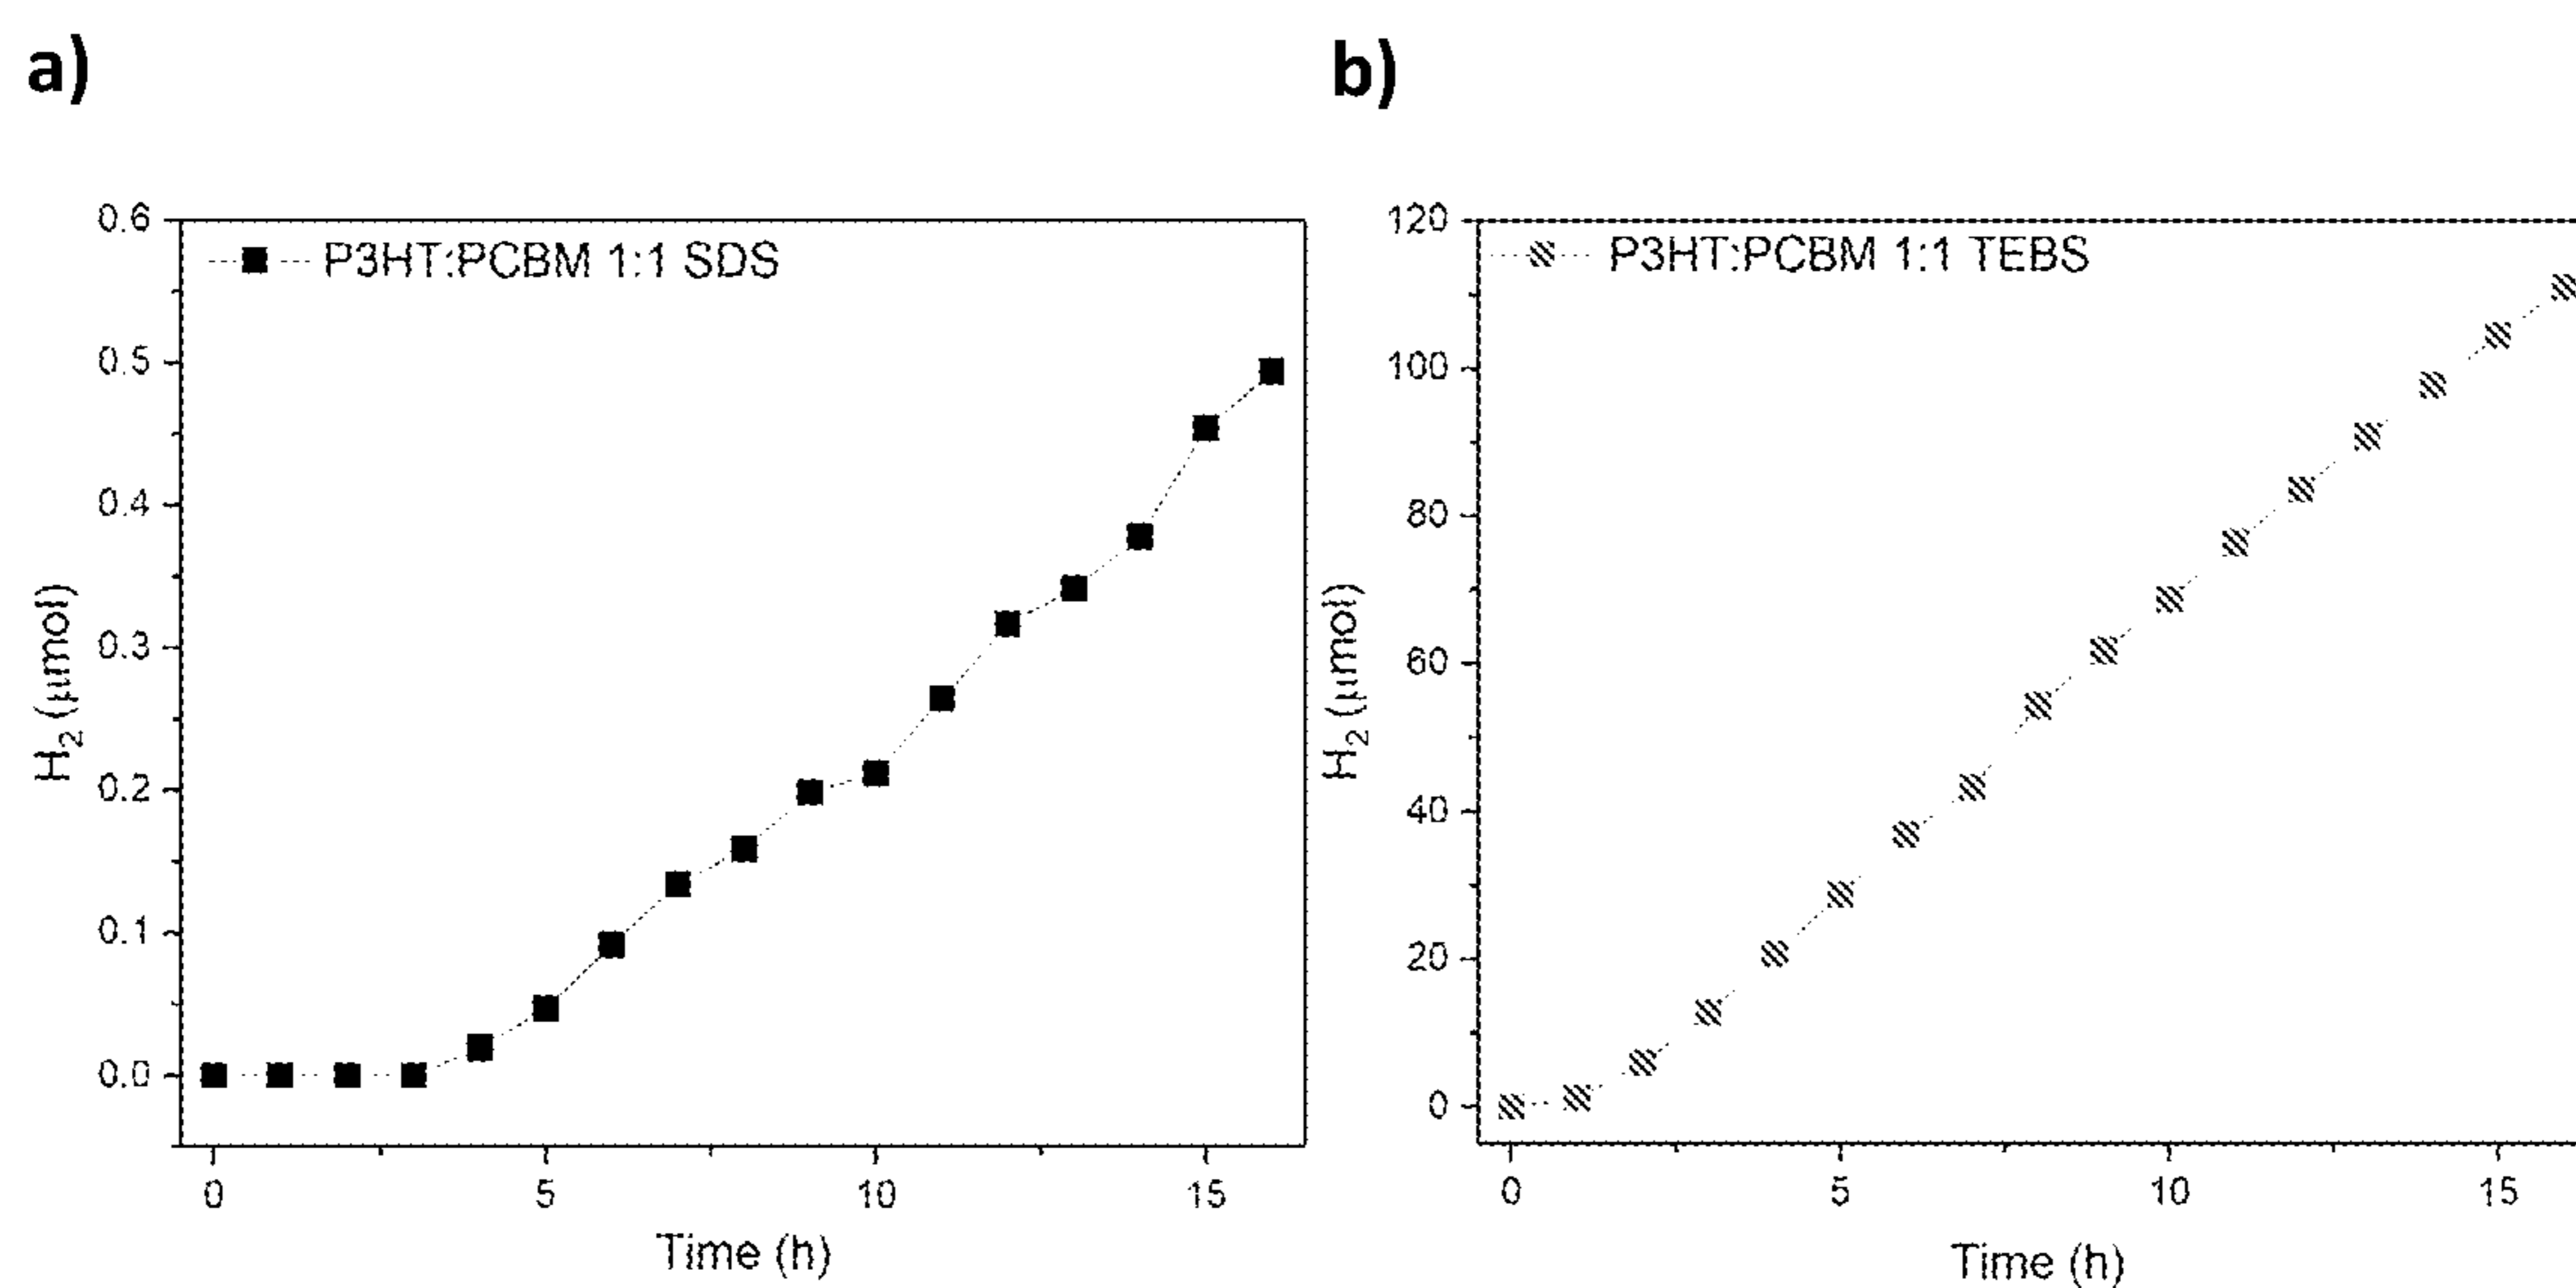 a)
0.6
0.5
0.4
0.3
0.2
0.1
0.0
H₂ (μmol)
P3HT:PCBM 1:1 SDS
0 5 10 15
Time (h)
b)
120
100
80
60
40
20
0
H₂ (μmol)
P3HT:PCBM 1:1 TEBS
0 5 10 15
Time (h)